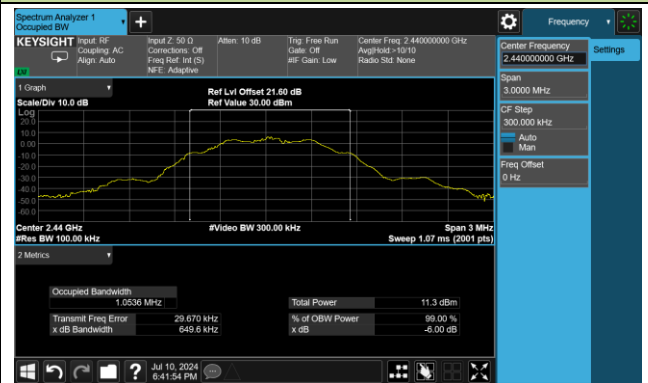 Spectrum Analyzer 1
Occupied BW
+
Frequency
KEYSIGHT
Input: RF
Coupling: AC
Align: Auto
Input Z: 50 Ω
Corrections: Off
Freq Ref: Int (S)
NFE: Adaptive
Atten: 10 dB
Trig: Free Run
Gate: Off
#IF Gain: Low
Center Freq: 2.440000000 GHz
Avg|Hold:>10/10
Radio Std: None
Center Frequency
2.440000000 GHz
Settings
Span
3.0000 MHz
CF Step
300.000 kHz
Auto
Man
Freq Offset
0 Hz
1 Graph
Scale/Div 10.0 dB
Ref Lvl Offset 21.60 dB
Ref Value 30.00 dBm
Log
20.0
10.0
0.00
-10.0
-20.0
-30.0
-40.0
-50.0
-60.0
Center 2.44 GHz
#Video BW 300.00 kHz
Span 3 MHz
#Res BW 100.00 kHz
Sweep 1.07 ms (2001 pts)
2 Metrics
Occupied Bandwidth
1.0536 MHz
Total Power 11.3 dBm
Transmit Freq Error 29.670 kHz
% of OBW Power 99.00 %
x dB Bandwidth 649.6 kHz
x dB -6.00 dB
?
Jul 10, 2024
6:41:54 PM